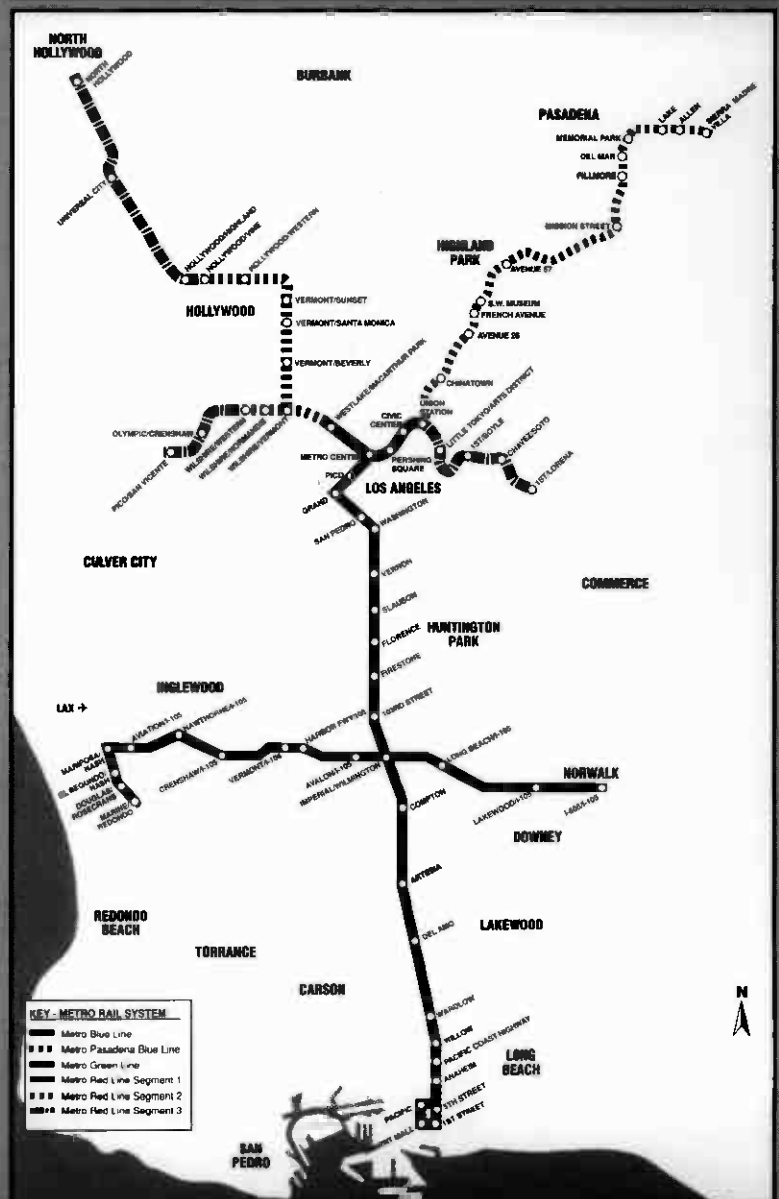 NORTH
HOLLYWOOD
NORTH
HOLLYWOOD
BURBANK
PASADENA
LAKE
ALLEN
SIERRA MADRE
VILLA
MEMORIAL PARK
DEL MAR
FILLMORE
MISSION STREET
UNIVERSAL CITY
HOLLYWOOD/HIGHLAND
HOLLYWOOD/VINE
HOLLYWOOD/WESTERN
HIGHLAND
PARK
AVENUE 57
HOLLYWOOD
VERMONT/SUNSET
VERMONT/SANTA MONICA
VERMONT/BEVERLY
S.W. MUSEUM
FRENCH AVENUE
AVENUE 26
CHINATOWN
WESTLAKE/MACARTHUR PARK
UNION
STATION
CIVIC
CENTER
LITTLE TOKYO/ARTS DISTRICT
1ST/BOYLE
CHAVEZ/SOTO
1ST/LORENA
OLYMPIC/CRENSHAW
PICO/SAN VICENTE
WILSHIRE/WESTERN
WILSHIRE/NORMANDIE
WILSHIRE/VERMONT
METRO CENTER
PERSHING
SQUARE
PICO
LOS ANGELES
GRAND
SAN PEDRO
WASHINGTON
CULVER CITY
VERNON
COMMERCE
SLAUSON
FLORENCE
HUNTINGTON
PARK
FIRESTONE
INGLEWOOD
103RD STREET
LAX →
MARIPOSA/
NASH
EL SEGUNDO/
NASH
DOUGLAS/
ROSECRANS
MARINE/
REDONDO
AVIATION/I-105
HAWTHORNE/I-105
CRENSHAW/I-105
VERMONT/I-105
HARBOR FWY/I-105
AVALON/I-105
IMPERIAL/WILMINGTON
LONG BEACH/I-105
NORWALK
LAKEWOOD/I-105
I-605/I-105
COMPTON
DOWNEY
ARTESIA
REDONDO
BEACH
LAKEWOOD
DEL AMO
TORRANCE
CARSON
WARDLOW
N
WILLOW
PACIFIC COAST HIGHWAY
LONG
BEACH
ANAHEIM
PACIFIC
5TH STREET
1ST STREET
MALL
SAN
PEDRO
KEY - METRO RAIL SYSTEM
Metro Blue Line
Metro Pasadena Blue Line
Metro Green Line
Metro Red Line Segment 1
Metro Red Line Segment 2
Metro Red Line Segment 3